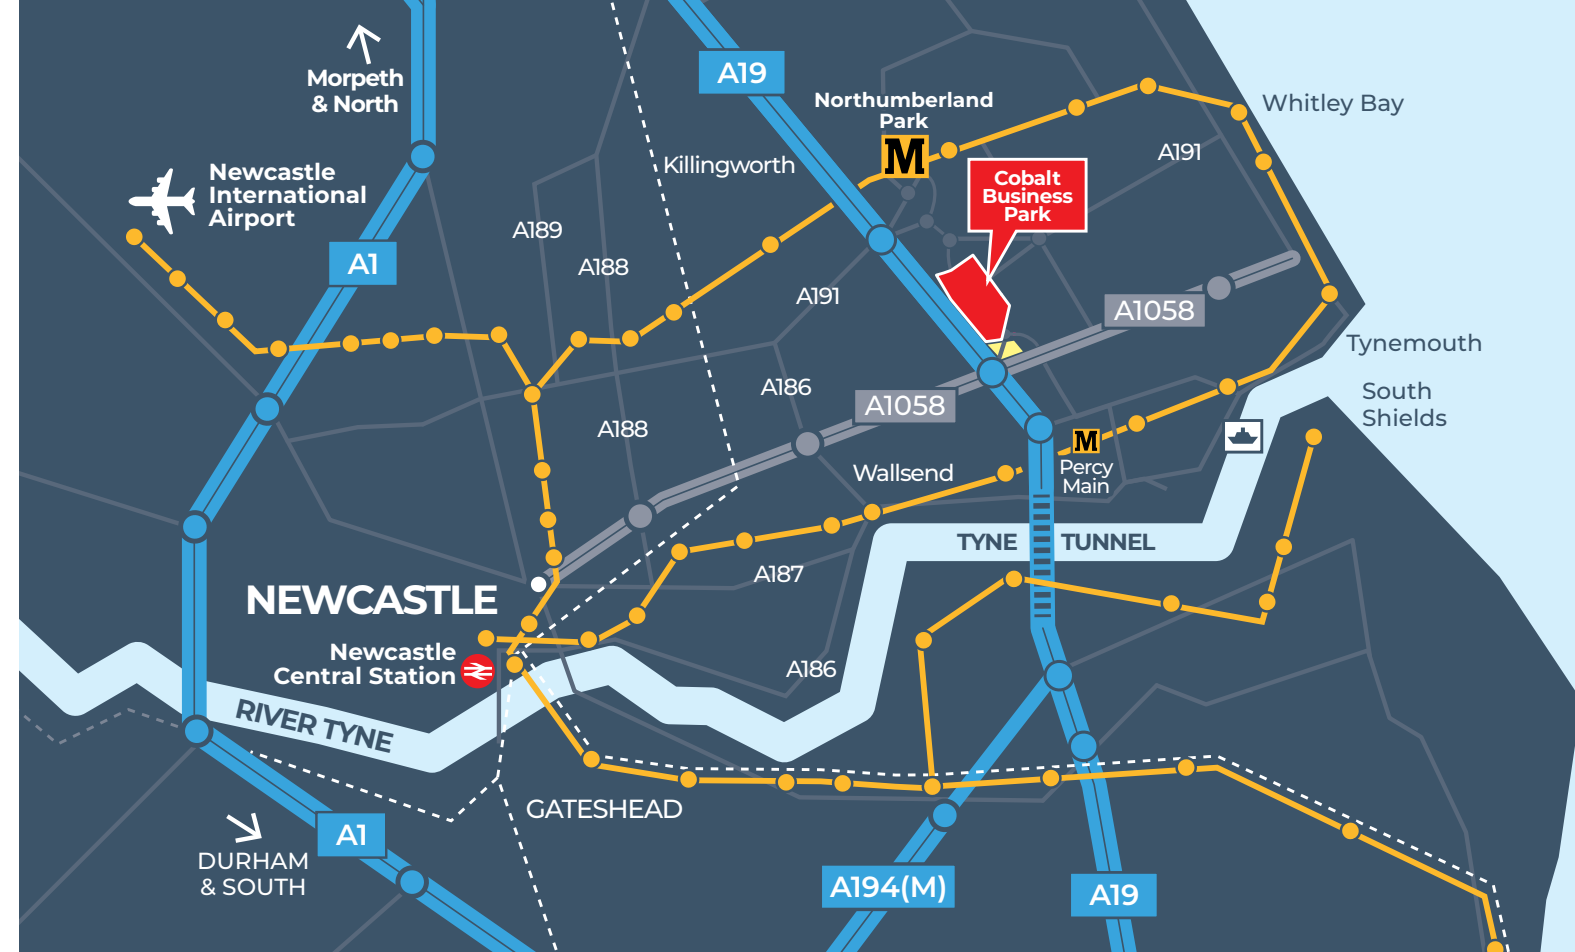 A19
Morpeth
& North
Northumberland
Park
M
Whitley Bay
A191
Killingworth
Newcastle
International
Airport
Cobalt
Business
Park
A189
A1
A188
A191
A1058
Tynemouth
A186
South
Shields
A1058
A188
M
Percy
Main
Wallsend
TYNE TUNNEL
A187
NEWCASTLE
Newcastle
Central Station
A186
RIVER TYNE
GATESHEAD
A1
DURHAM
& SOUTH
A194(M)
A19